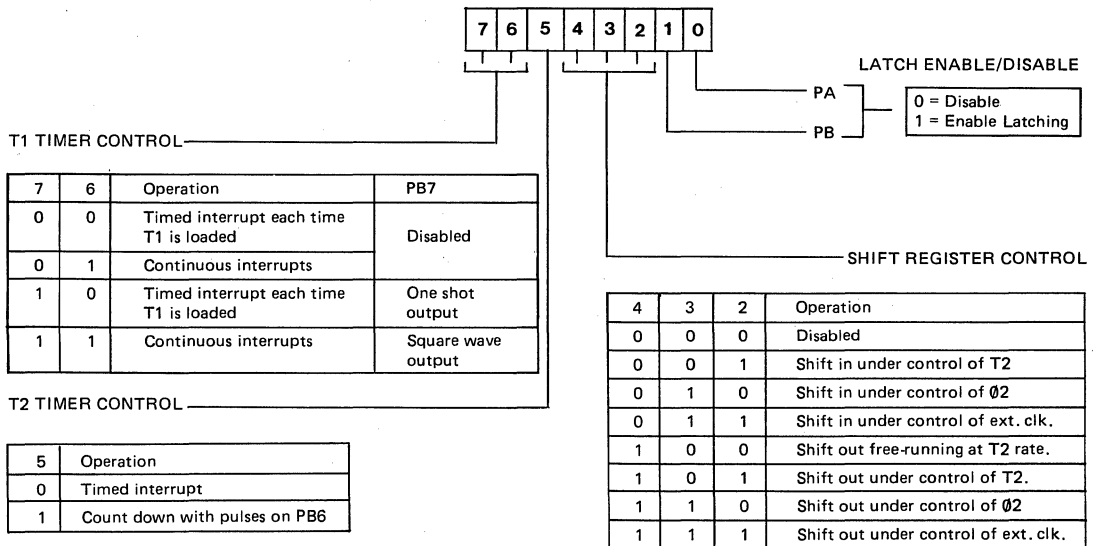 7 6 5 4 3 2 1 0
LATCH ENABLE/DISABLE
PA
PB
0 = Disable
1 = Enable Latching
T1 TIMER CONTROL
7 6 Operation PB7
0 0 Timed interrupt each time
T1 is loaded
Disabled
0 1 Continuous interrupts
1 0 Timed interrupt each time One shot
T1 is loaded output
1 1 Continuous interrupts Square wave
output
T2 TIMER CONTROL
5 Operation
0 Timed interrupt
1 Count down with pulses on PB6
SHIFT REGISTER CONTROL
4 3 2 Operation
0 0 0 Disabled
0 0 1 Shift in under control of T2
0 1 0 Shift in under control of Ø2
0 1 1 Shift in under control of ext. clk.
1 0 0 Shift out free-running at T2 rate.
1 0 1 Shift out under control of T2.
1 1 0 Shift out under control of Ø2
1 1 1 Shift out under control of ext. clk.